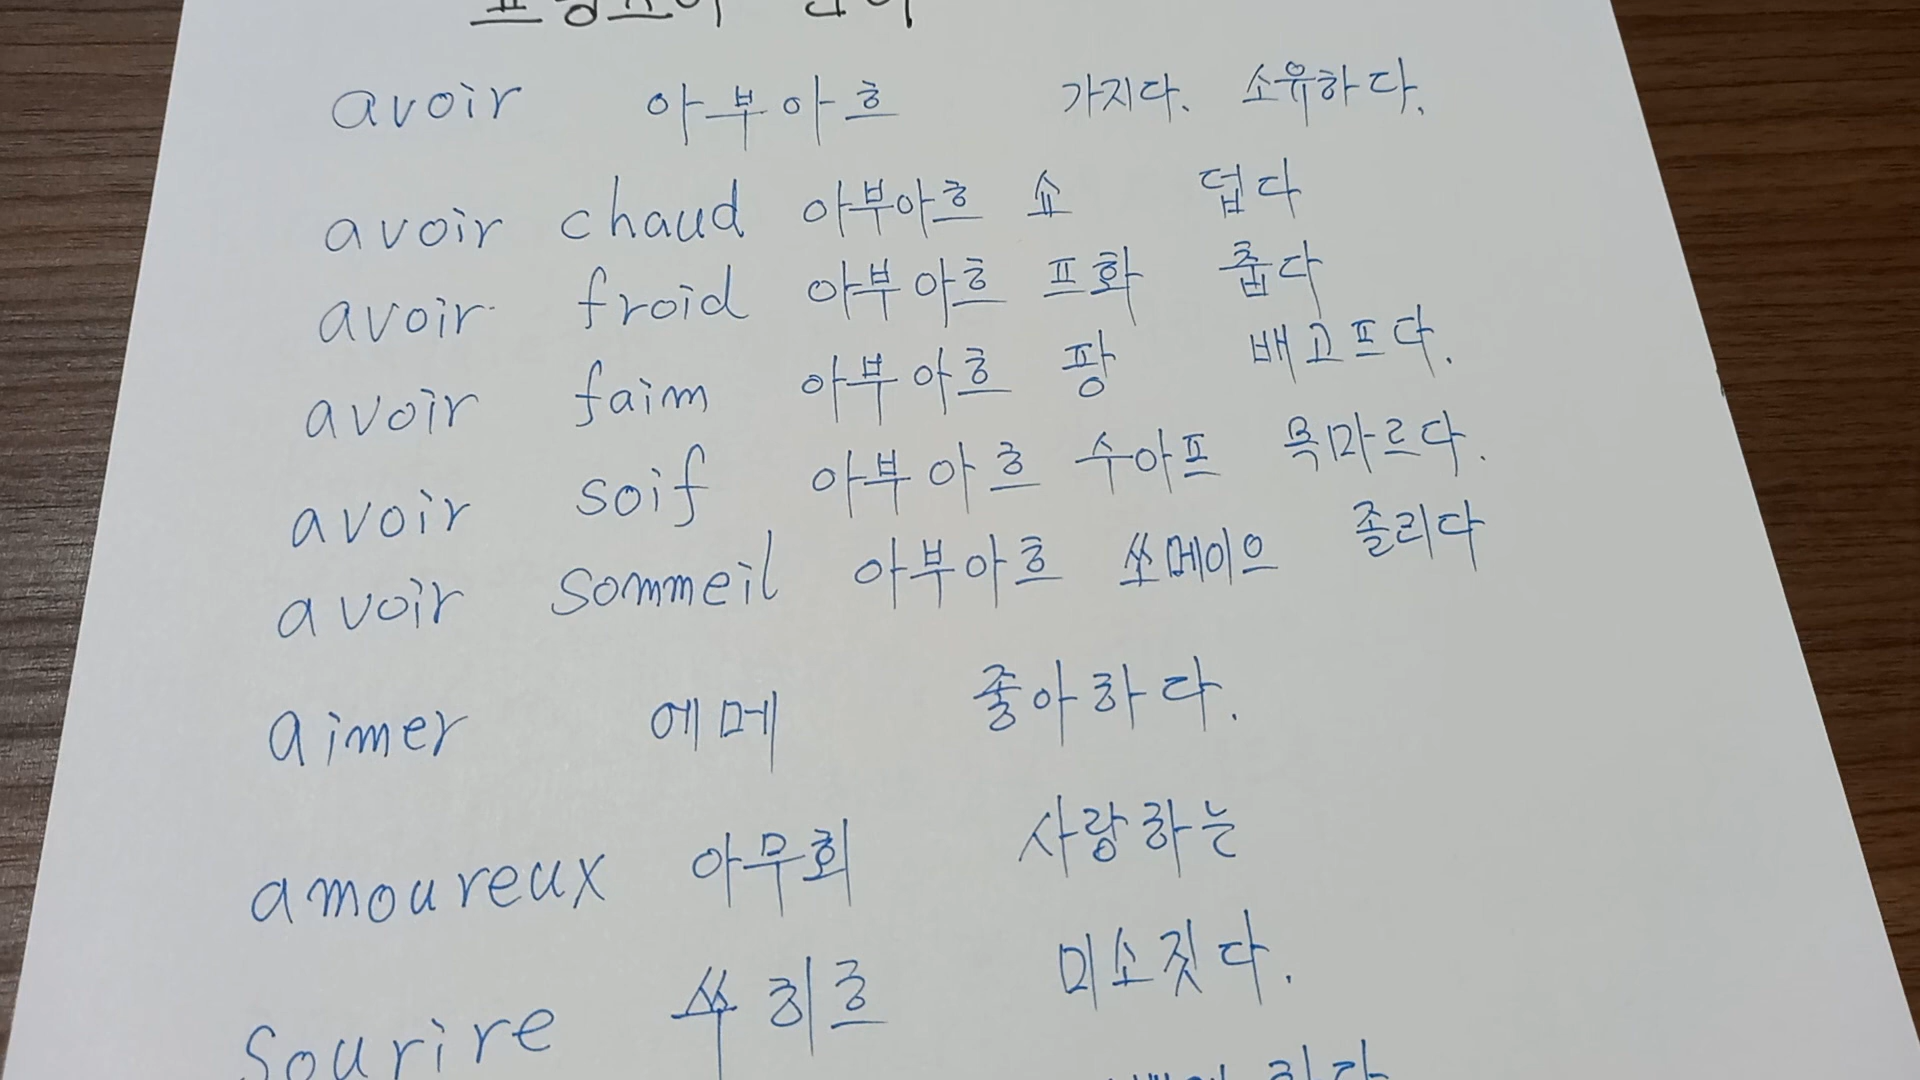 avoir 아부아흐 가지다. 소유하다.
avoir chaud 아부아흐 쇼 덥다
avoir froid 아부아흐 프화 춥다
avoir faim 아부아흐 팡 배고프다.
avoir soif 아부아흐 수아프 목마르다.
avoir sommeil 아부아흐 쏘메이으 졸리다
aimer 에메 좋아하다.
amoureux 아무회 사랑하는
sourire 쑤히흐 미소짓다.